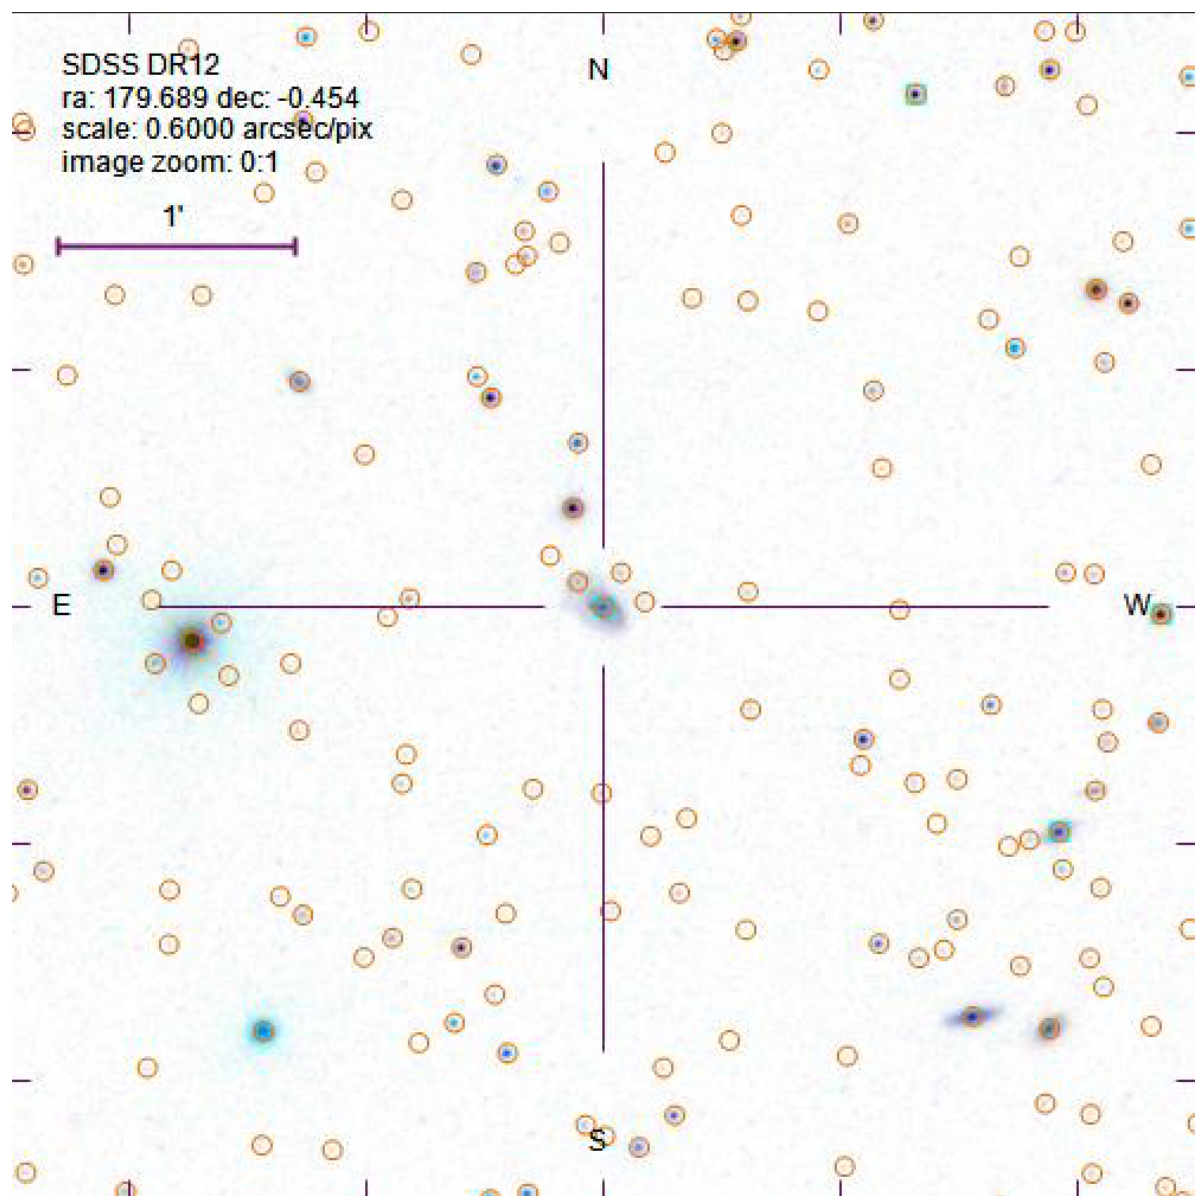 SDSS DR12
ra: 179.689 dec: -0.454
scale: 0.6000 arcsec/pix
image zoom: 0:1
1'
N
E
W
S